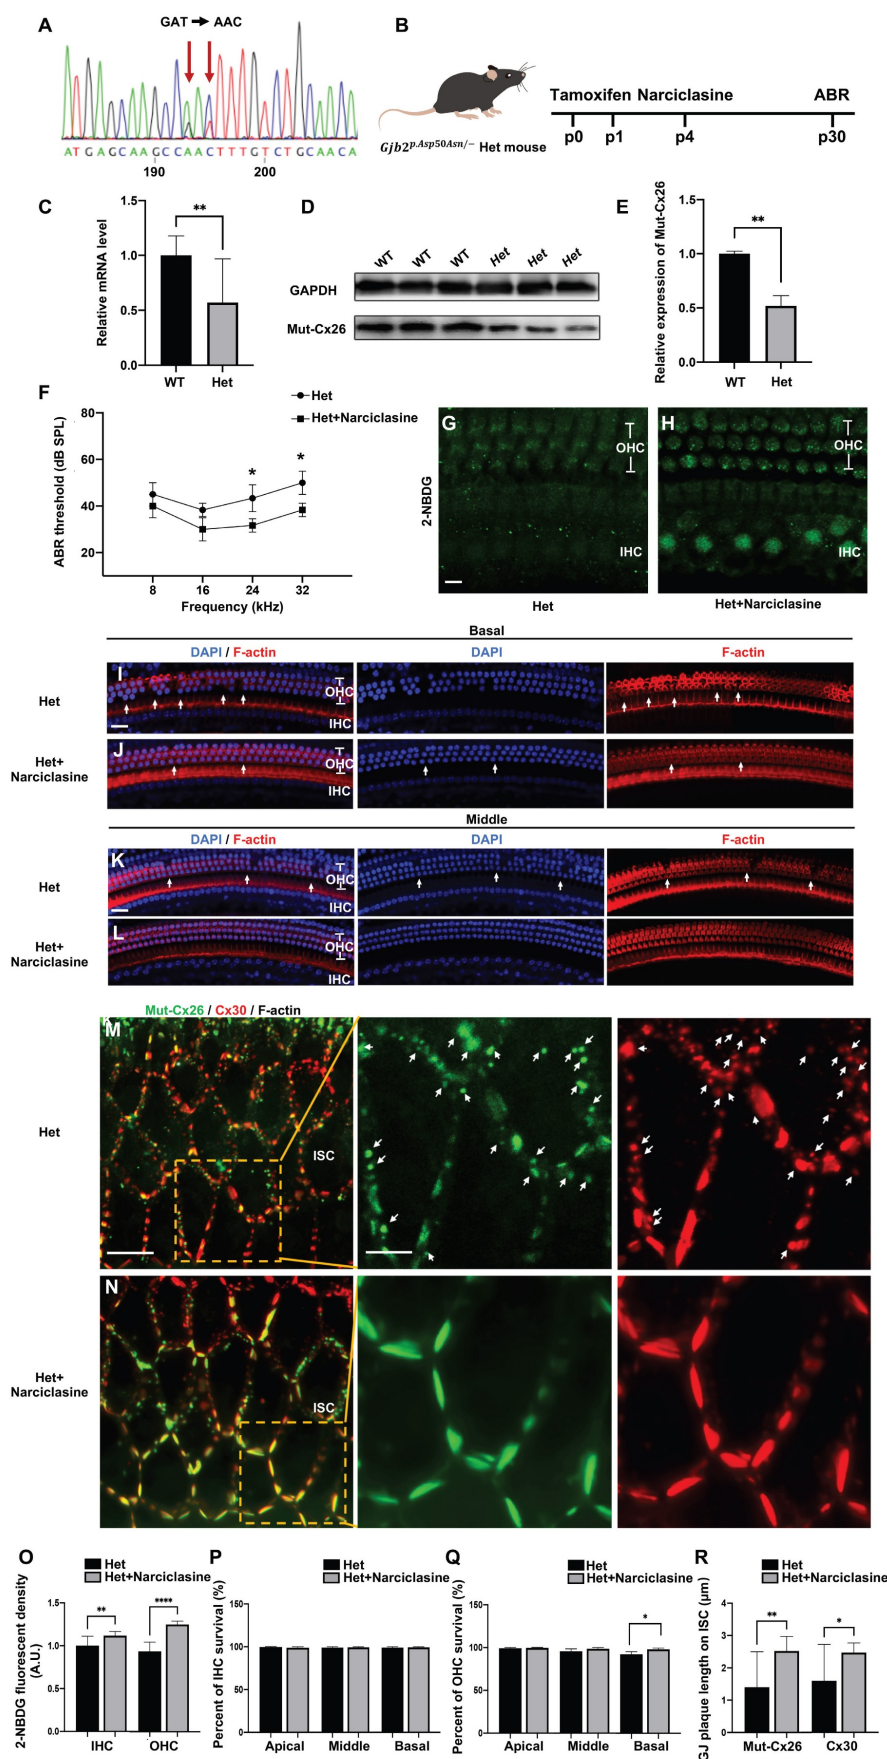 A
GAT → AAC
ATGAGCAAGCCAACTTTGTCTGCAACA
190 200
B
Gjb2p.Asp50Asn/− Het mouse
Tamoxifen Narciclasine ABR
p0 p1 p4 p30
C
Relative mRNA level
1.5
1.0
0.5
0.0
**
WT Het
D
WT WT WT Het Het Het
GAPDH
Mut-Cx26
E
Relative expression of Mut-Cx26
1.5
1.0
0.5
0.0
**
WT Het
F
Het
Het+Narciclasine
ABR threshold (dB SPL)
80
60
40
20
* *
8 16 24 32
Frequency (kHz)
2-NBDG
G
OHC
IHC
Het
H
OHC
IHC
Het+Narciclasine
Basal
DAPI / F-actin DAPI F-actin
Het
I
OHC
IHC
Het+
Narciclasine
J
OHC
IHC
Middle
DAPI / F-actin DAPI F-actin
Het
K
OHC
IHC
Het+
Narciclasine
L
OHC
IHC
Mut-Cx26 / Cx30 / F-actin
M
Het
ISC
N
Het+
Narciclasine
ISC
O
Het
Het+Narciclasine
2-NBDG fluorescent density
(A.U.)
1.5
1.0
0.5
0.0
** ****
IHC OHC
P
Het
Het+Narciclasine
Percent of IHC survival (%)
150
100
50
0
Apical Middle Basal
Q
Het
Het+Narciclasine
Percent of OHC survival (%)
150
100
50
0
*
Apical Middle Basal
R
Het
Het+Narciclasine
GJ plaque length on ISC (μm)
4
3
2
1
0
** *
Mut-Cx26 Cx30